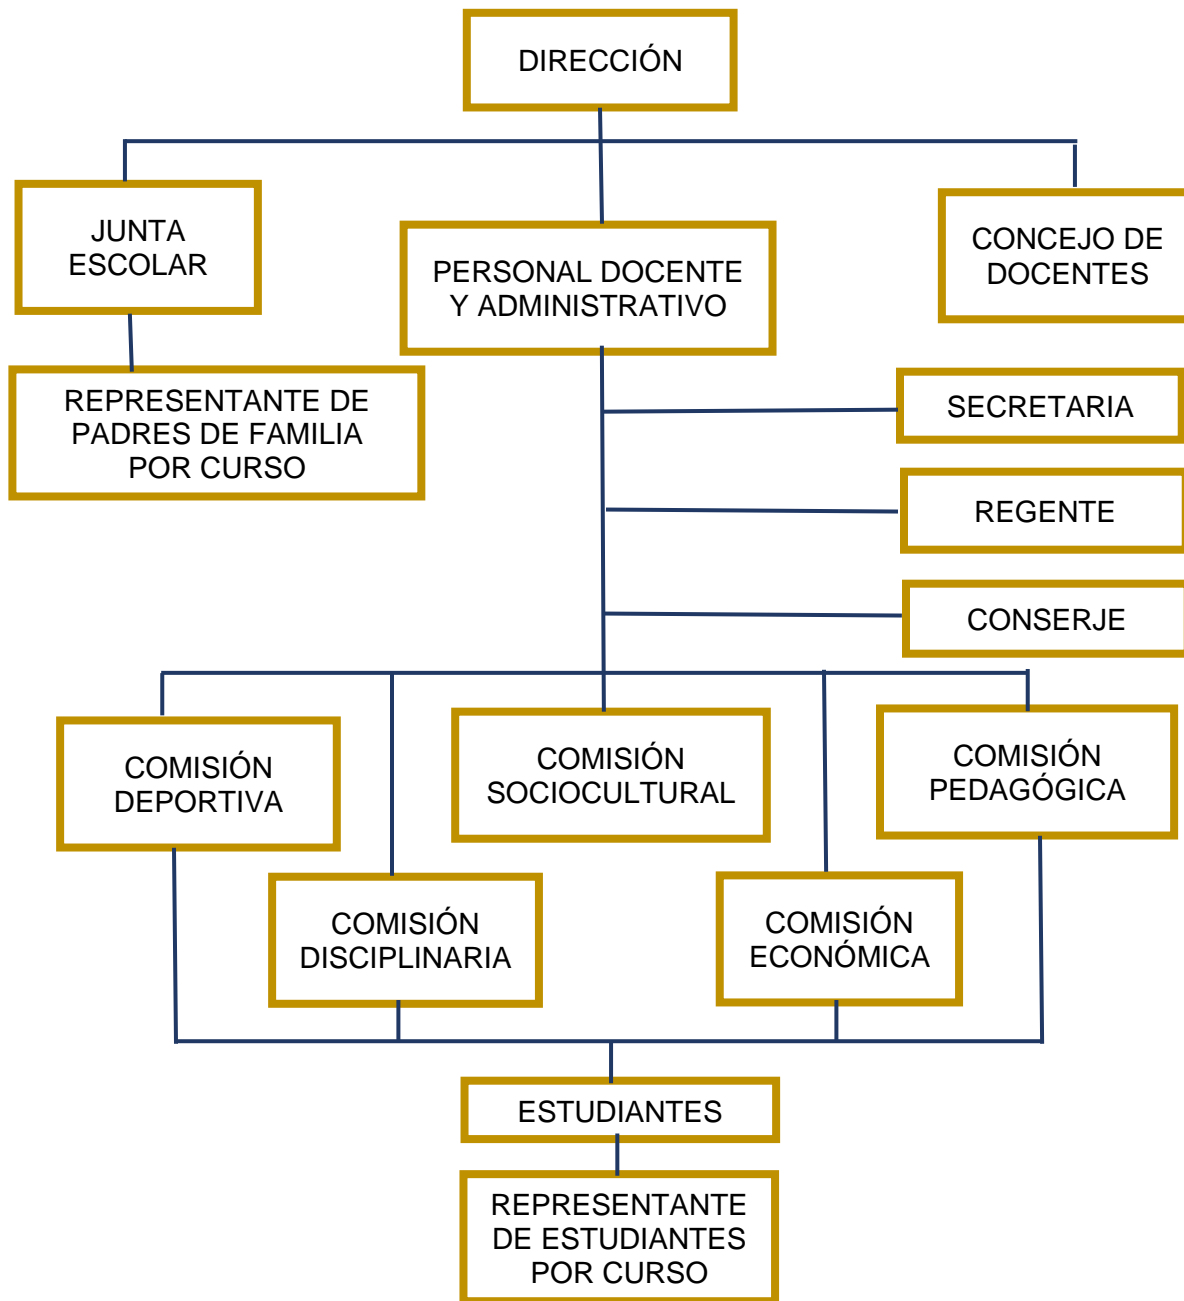 DIRECCIÓN
JUNTA
ESCOLAR
PERSONAL DOCENTE
Y ADMINISTRATIVO
CONCEJO DE
DOCENTES
REPRESENTANTE DE
PADRES DE FAMILIA
POR CURSO
SECRETARIA
REGENTE
CONSERJE
COMISIÓN
DEPORTIVA
COMISIÓN
SOCIOCULTURAL
COMISIÓN
PEDAGÓGICA
COMISIÓN
DISCIPLINARIA
COMISIÓN
ECONÓMICA
ESTUDIANTES
REPRESENTANTE
DE ESTUDIANTES
POR CURSO